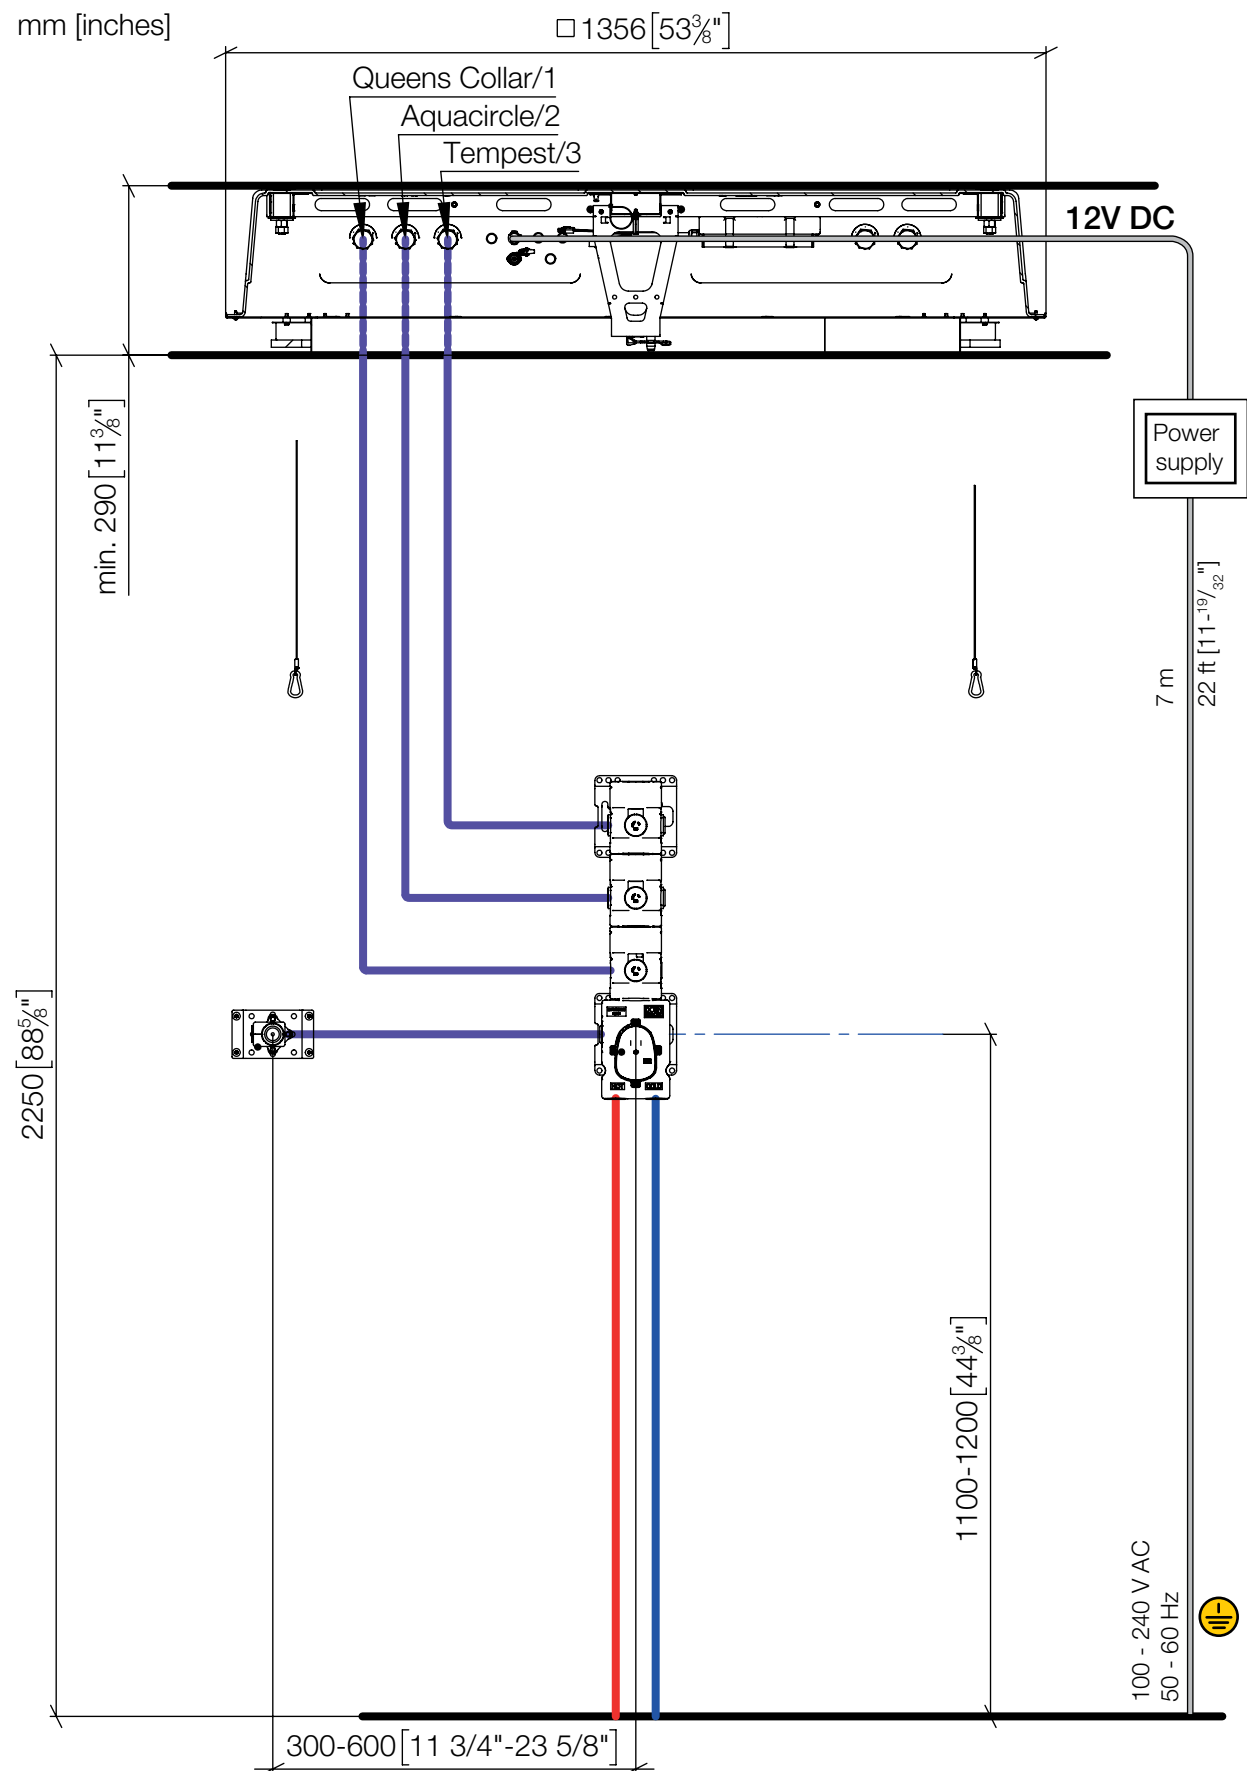 mm [inches]
□ 1356 [53⅜"]
Queens Collar/1
Aquacircle/2
Tempest/3
12V DC
min. 290 [11⅜"]
Power
supply
7 m
22 ft [11-19/32"]
2250 [88⅝"]
1100-1200 [44⅜"]
100 - 240 V AC
50 - 60 Hz
300-600 [11 3/4"-23 5/8"]